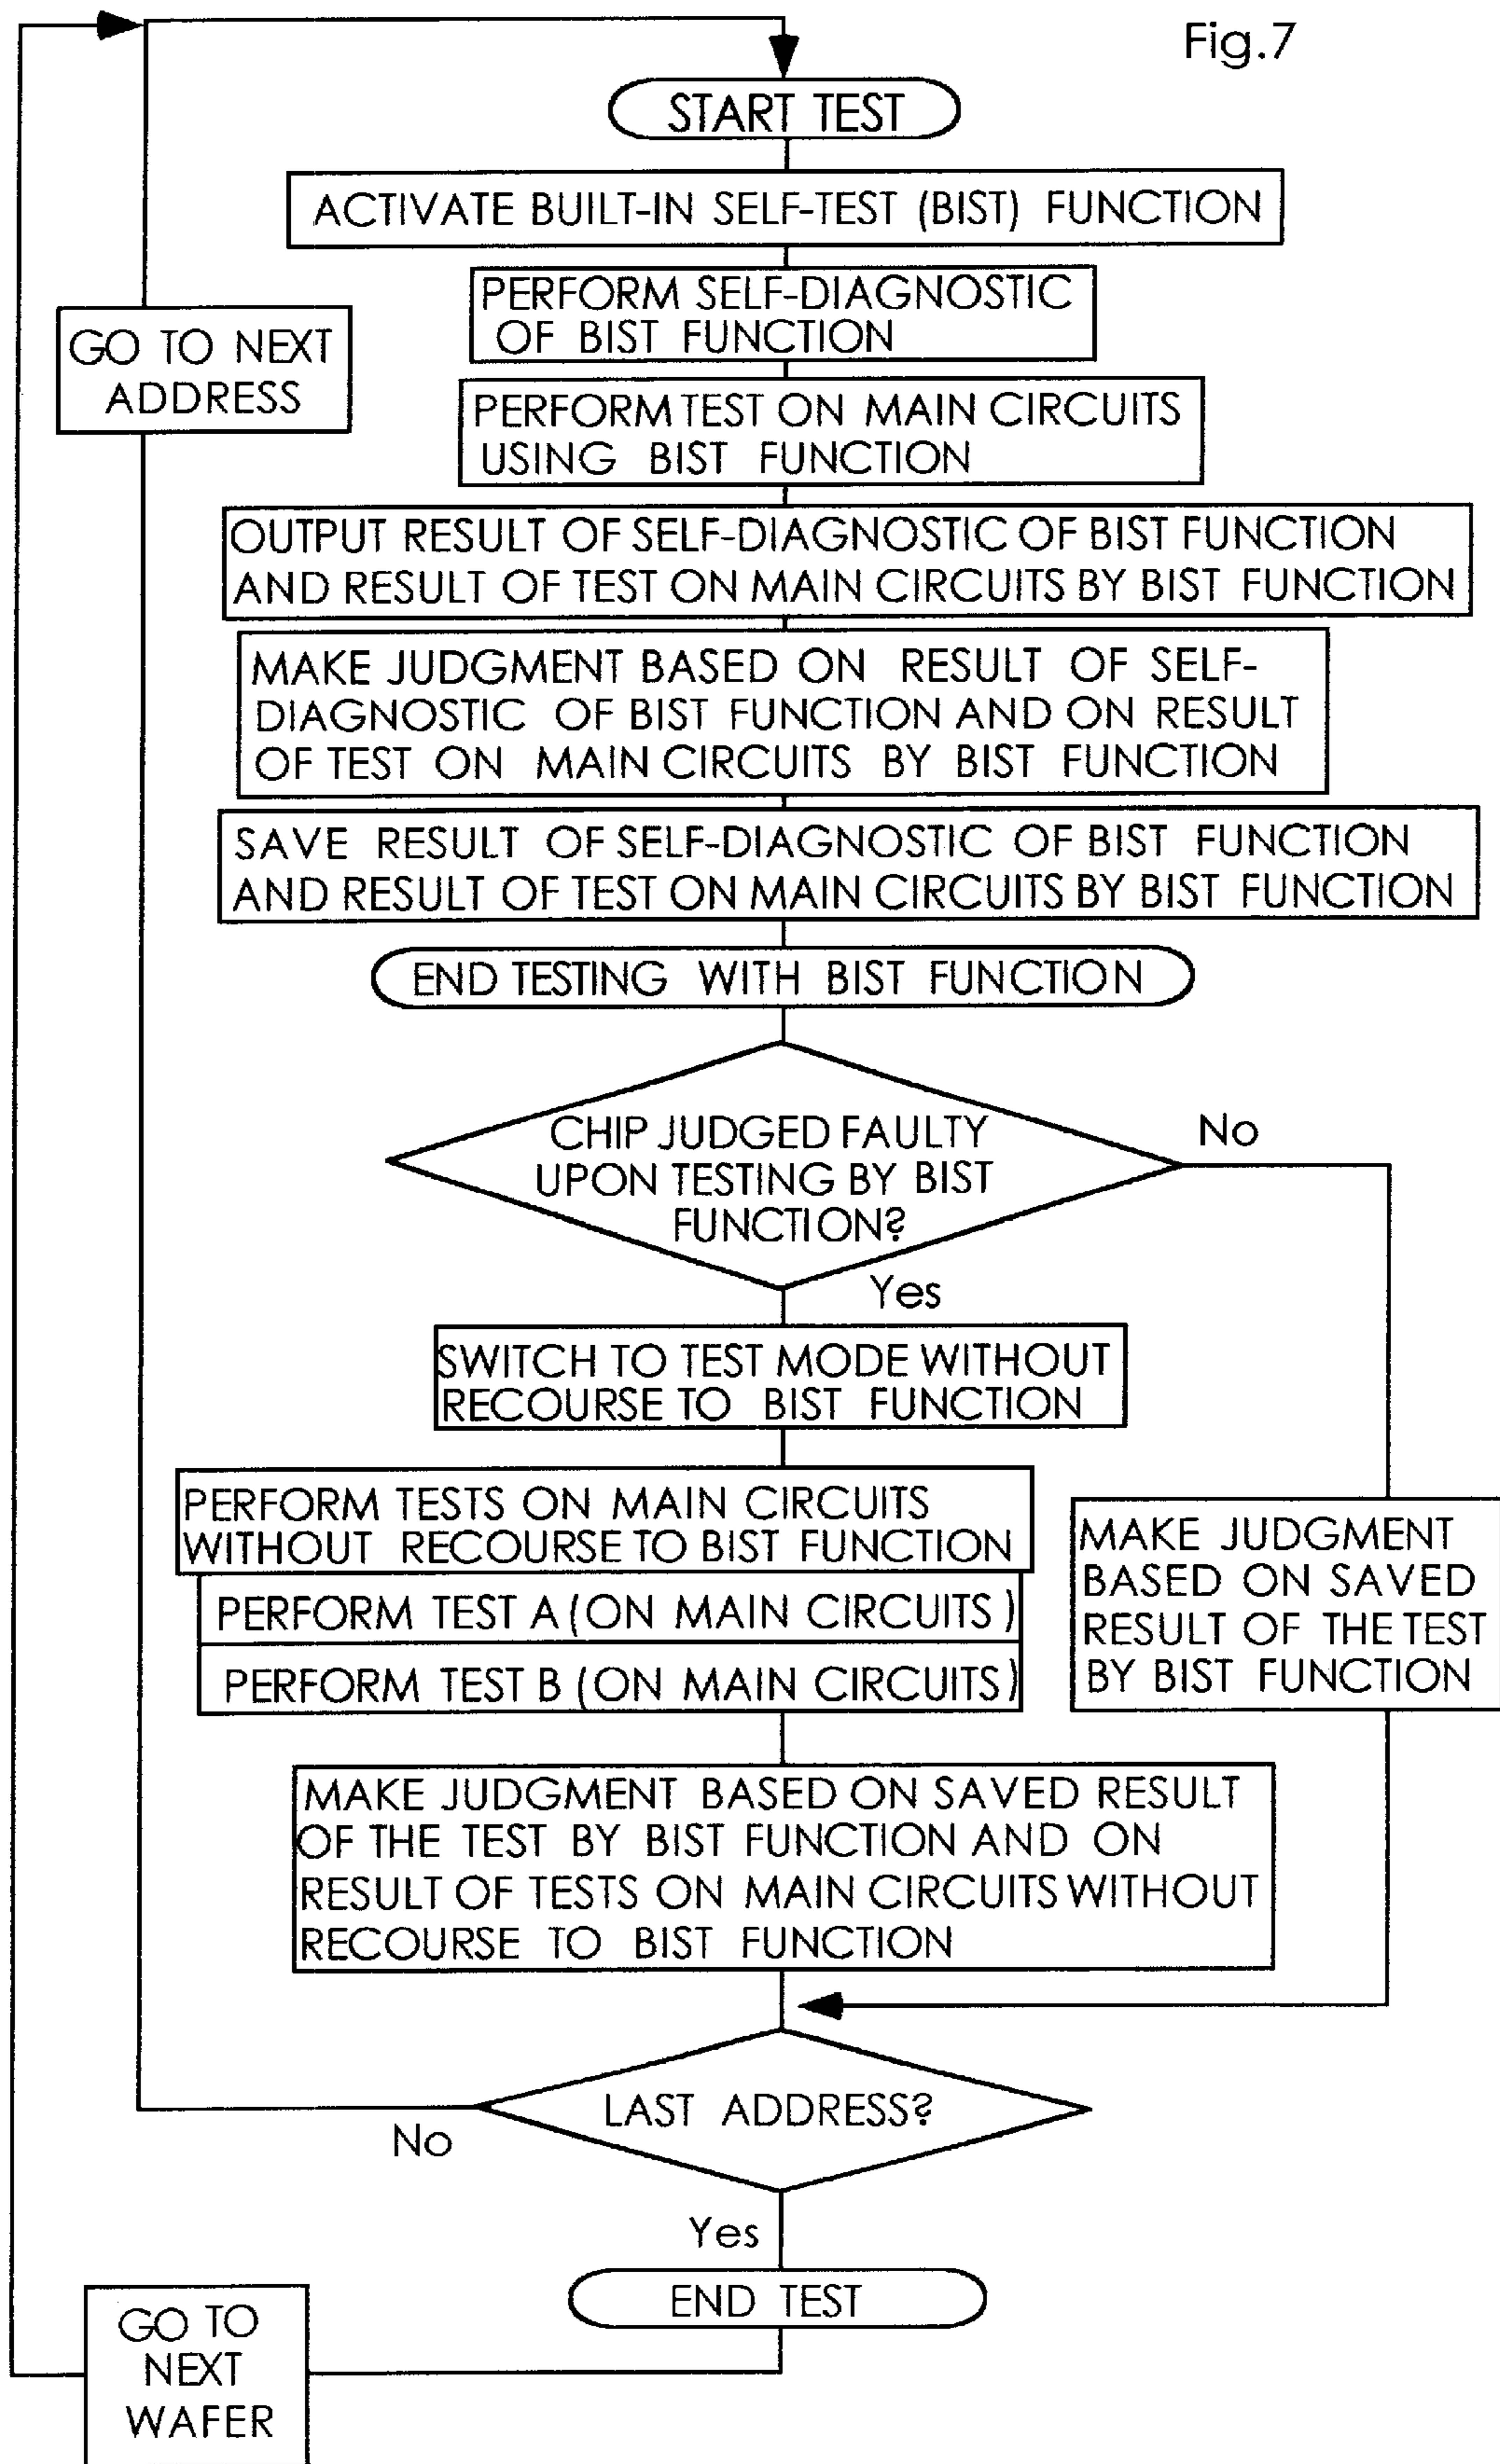 Fig.7
START TEST
ACTIVATE BUILT-IN SELF-TEST (BIST) FUNCTION
PERFORM SELF-DIAGNOSTIC
OF BIST FUNCTION
GO TO NEXT
ADDRESS
PERFORM TEST ON MAIN CIRCUITS
USING BIST FUNCTION
OUTPUT RESULT OF SELF-DIAGNOSTIC OF BIST FUNCTION
AND RESULT OF TEST ON MAIN CIRCUITS BY BIST FUNCTION
MAKE JUDGMENT BASED ON RESULT OF SELF-
DIAGNOSTIC OF BIST FUNCTION AND ON RESULT
OF TEST ON MAIN CIRCUITS BY BIST FUNCTION
SAVE RESULT OF SELF-DIAGNOSTIC OF BIST FUNCTION
AND RESULT OF TEST ON MAIN CIRCUITS BY BIST FUNCTION
END TESTING WITH BIST FUNCTION
CHIP JUDGED FAULTY
UPON TESTING BY BIST
FUNCTION?
No
Yes
SWITCH TO TEST MODE WITHOUT
RECOURSE TO BIST FUNCTION
PERFORM TESTS ON MAIN CIRCUITS
WITHOUT RECOURSE TO BIST FUNCTION
PERFORM TEST A (ON MAIN CIRCUITS)
PERFORM TEST B (ON MAIN CIRCUITS)
MAKE JUDGMENT
BASED ON SAVED
RESULT OF THE TEST
BY BIST FUNCTION
MAKE JUDGMENT BASED ON SAVED RESULT
OF THE TEST BY BIST FUNCTION AND ON
RESULT OF TESTS ON MAIN CIRCUITS WITHOUT
RECOURSE TO BIST FUNCTION
LAST ADDRESS?
No
Yes
END TEST
GO TO
NEXT
WAFER